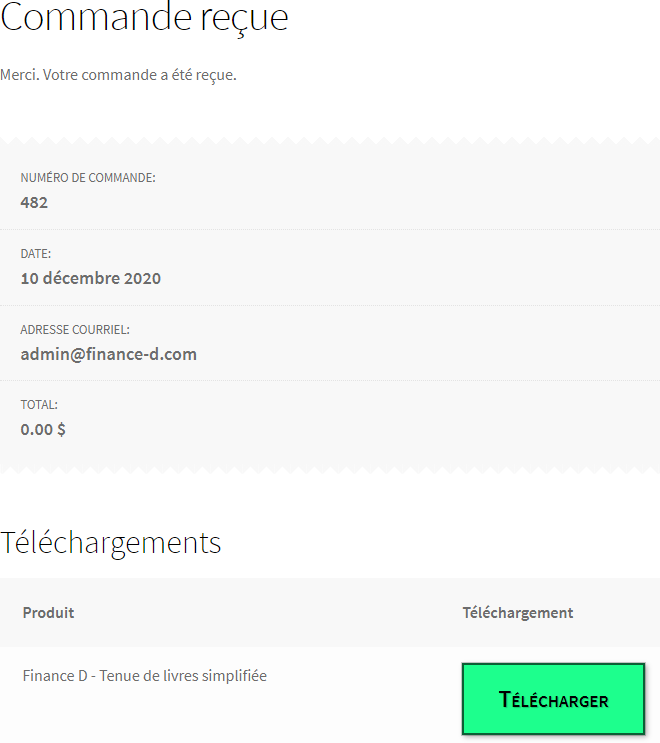 Commande reçue
Merci. Votre commande a été reçue.
NUMÉRO DE COMMANDE:
482
DATE:
10 décembre 2020
ADRESSE COURRIEL:
admin@finance-d.com
TOTAL:
0.00 $
Téléchargements
Produit Téléchargement
Finance D - Tenue de livres simplifiée
TÉLÉCHARGER